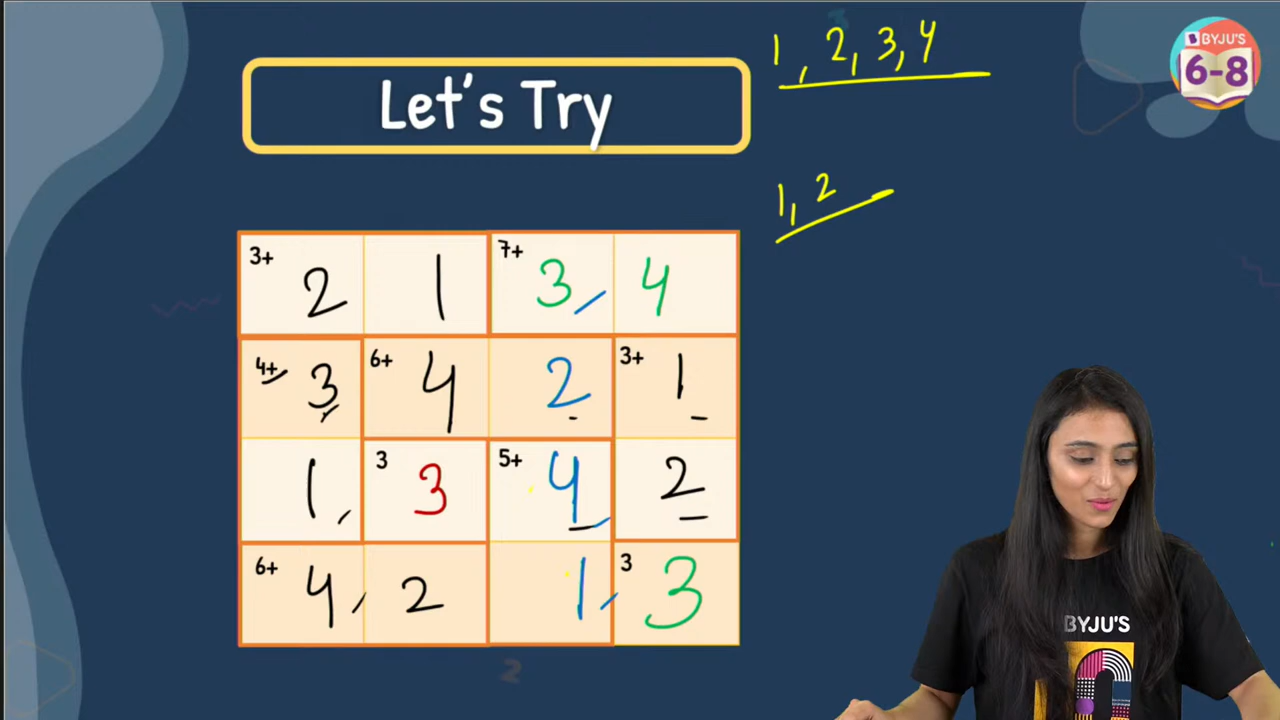 1, 2, 3, 4
BYJU'S
6-8
Let's Try
1, 2
3+ 2 1 7+ 3 4
4+ 3 6+ 4 2 3+ 1
1 3 3 5+ 4 2
6+ 4 2 1 3 3
2
BYJU'S